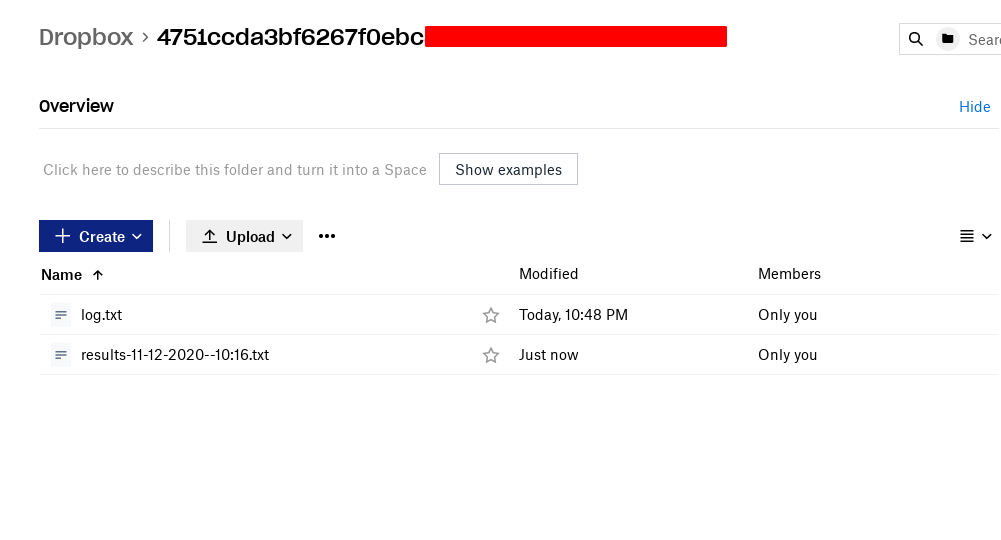 Dropbox > 4751ccda3bf6267f0ebc
Overview
Hide
Click here to describe this folder and turn it into a Space
Show examples
Create
Upload
Name Modified Members
log.txt Today, 10:48 PM Only you
results-11-12-2020--10:16.txt Just now Only you